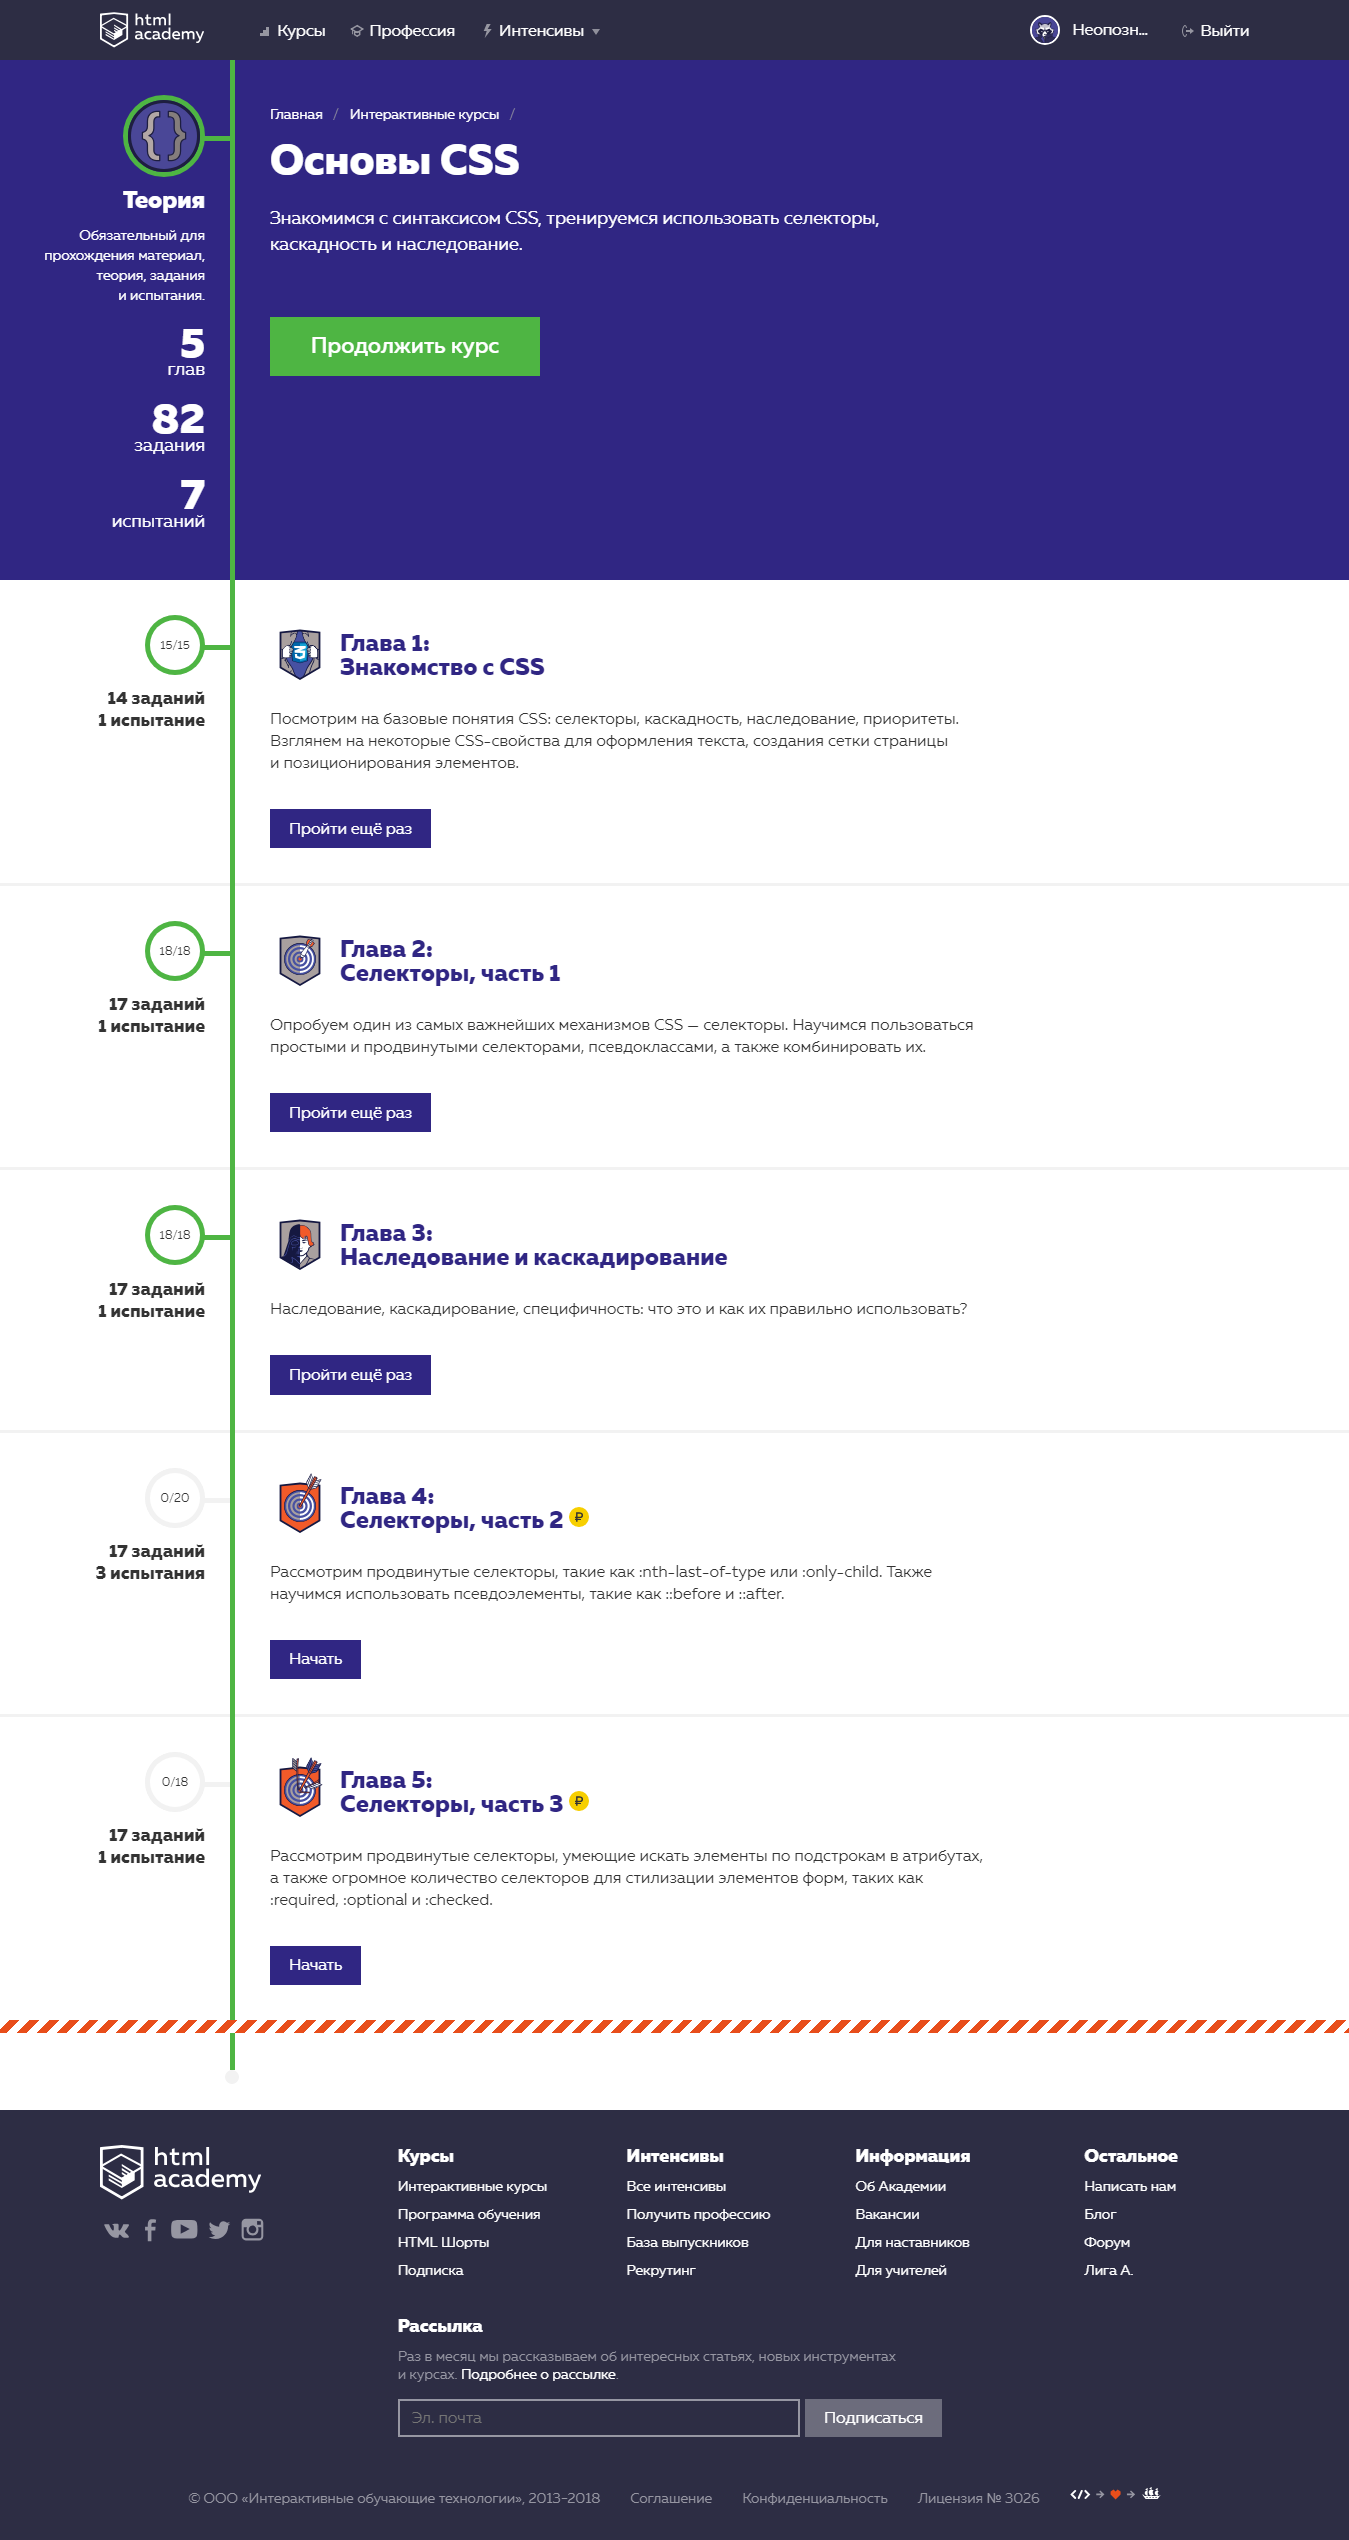 html
academy
Курсы
Профессия
Интенсивы
Неопозн...
Выйти
Главная / Интерактивные курсы /
Основы CSS
Знакомимся с синтаксисом CSS, тренируемся использовать селекторы,
каскадность и наследование.
Продолжить курс
{}
Теория
Обязательный для
прохождения материал,
теория, задания
и испытания.
5
глав
82
задания
7
испытаний
15/15
14 заданий
1 испытание
Глава 1:
Знакомство с CSS
Посмотрим на базовые понятия CSS: селекторы, каскадность, наследование, приоритеты.
Взглянем на некоторые CSS-свойства для оформления текста, создания сетки страницы
и позиционирования элементов.
Пройти ещё раз
18/18
17 заданий
1 испытание
Глава 2:
Селекторы, часть 1
Опробуем один из самых важнейших механизмов CSS — селекторы. Научимся пользоваться
простыми и продвинутыми селекторами, псевдоклассами, а также комбинировать их.
Пройти ещё раз
18/18
17 заданий
1 испытание
Глава 3:
Наследование и каскадирование
Наследование, каскадирование, специфичность: что это и как их правильно использовать?
Пройти ещё раз
0/20
17 заданий
3 испытания
Глава 4:
Селекторы, часть 2 ₽
Рассмотрим продвинутые селекторы, такие как :nth-last-of-type или :only-child. Также
научимся использовать псевдоэлементы, такие как ::before и ::after.
Начать
0/18
17 заданий
1 испытание
Глава 5:
Селекторы, часть 3 ₽
Рассмотрим продвинутые селекторы, умеющие искать элементы по подстрокам в атрибутах,
а также огромное количество селекторов для стилизации элементов форм, таких как
:required, :optional и :checked.
Начать
html
academy
Курсы
Интерактивные курсы
Программа обучения
HTML Шорты
Подписка
Интенсивы
Все интенсивы
Получить профессию
База выпускников
Рекрутинг
Информация
Об Академии
Вакансии
Для наставников
Для учителей
Остальное
Написать нам
Блог
Форум
Лига А.
Рассылка
Раз в месяц мы рассказываем об интересных статьях, новых инструментах
и курсах. Подробнее о рассылке.
Эл. почта
Подписаться
© ООО «Интерактивные обучающие технологии», 2013–2018
Соглашение
Конфиденциальность
Лицензия № 3026